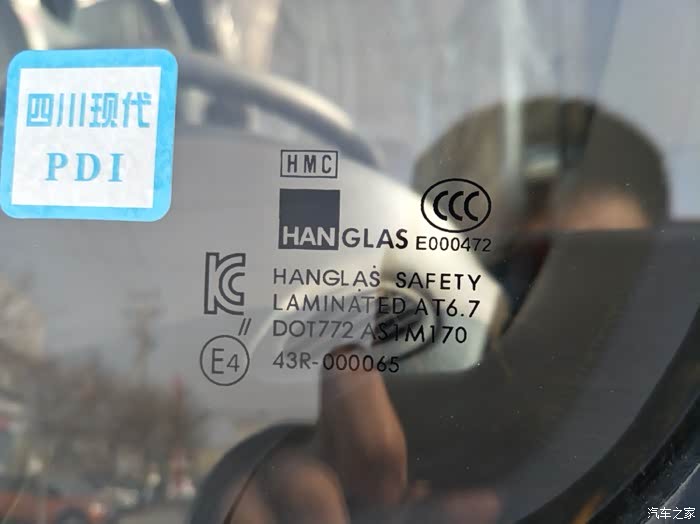 四川现代
PDI
HMC
HANGLAS
CCC
E000472
KC
HANGLAS SAFETY
LAMINATED AT6.7
//
DOT772 AS1M170
E4
43R-000065
汽车之家